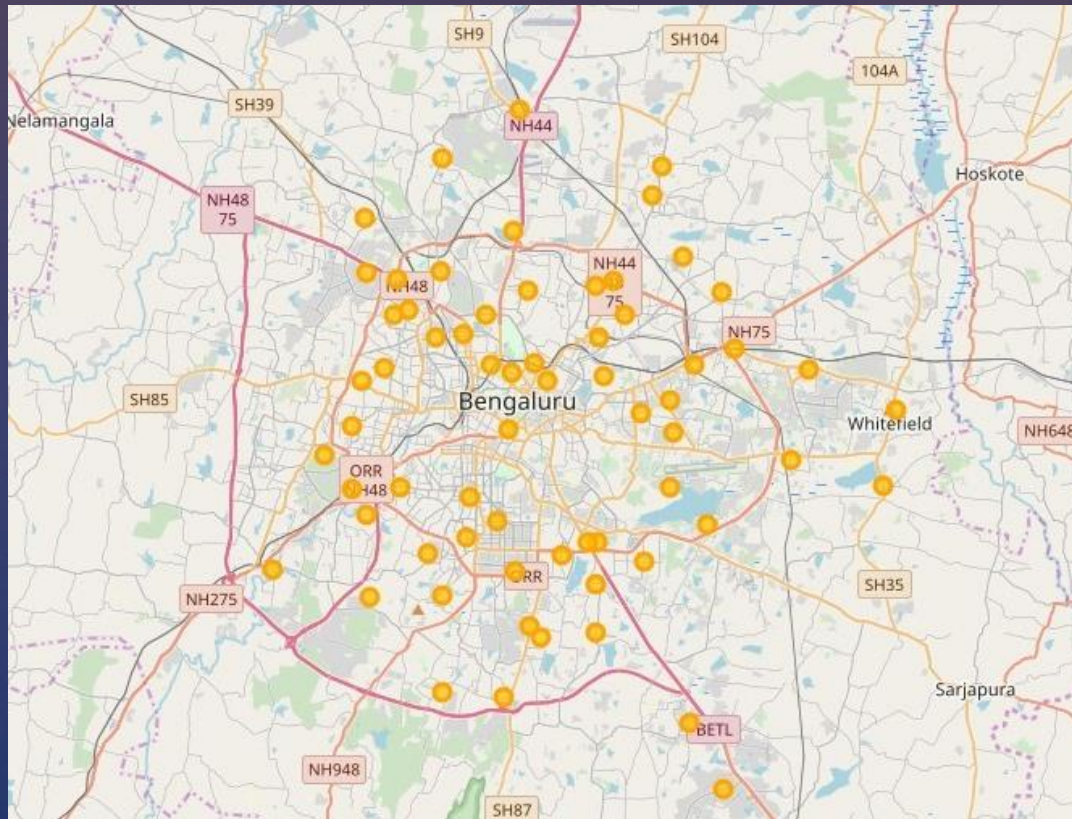 SH9
SH104
104A
SH39
NH44
Nelamangala
Hoskote
NH48
75
NH44
75
NH48
NH75
Bengaluru
SH85
Whitefield
NH648
ORR
NH48
ORR
SH35
NH275
Sarjapura
BETL
NH948
SH87